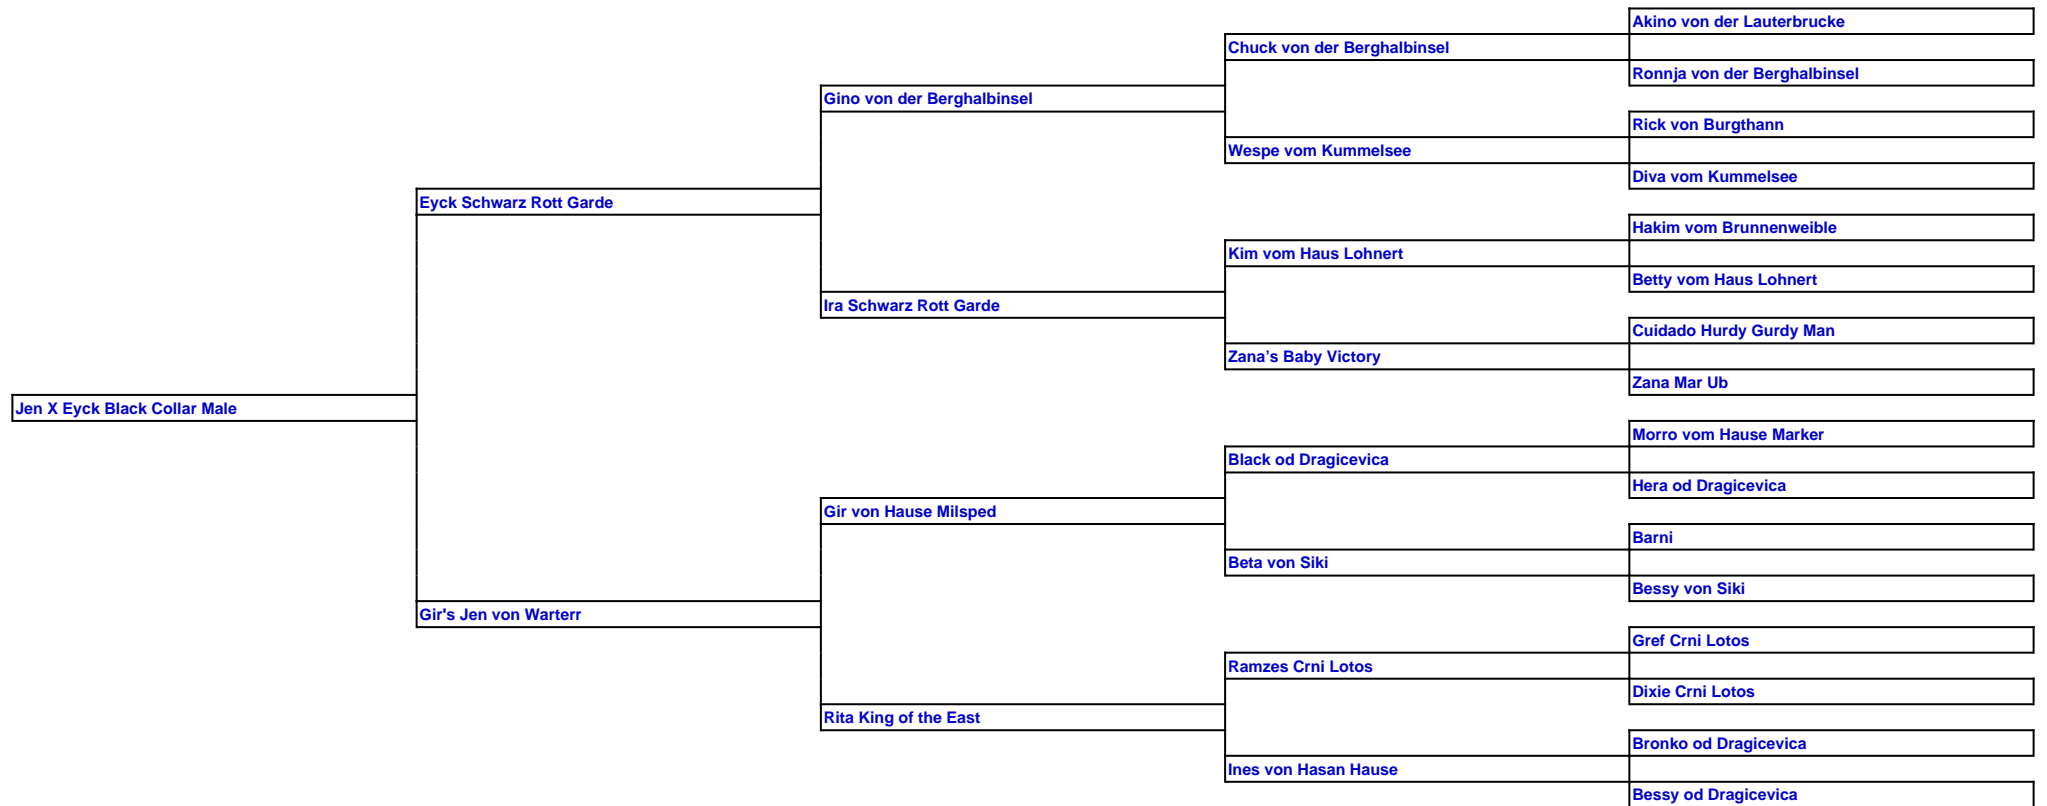 Akino von der Lauterbrucke
Chuck von der Berghalbinsel
Ronnja von der Berghalbinsel
Gino von der Berghalbinsel
Rick von Burgthann
Wespe vom Kummelsee
Diva vom Kummelsee
Eyck Schwarz Rott Garde
Hakim vom Brunnenweible
Kim vom Haus Lohnert
Betty vom Haus Lohnert
Ira Schwarz Rott Garde
Cuidado Hurdy Gurdy Man
Zana’s Baby Victory
Zana Mar Ub
Jen X Eyck Black Collar Male
Morro vom Hause Marker
Black od Dragicevica
Hera od Dragicevica
Gir von Hause Milsped
Barni
Beta von Siki
Bessy von Siki
Gir's Jen von Warterr
Gref Crni Lotos
Ramzes Crni Lotos
Dixie Crni Lotos
Rita King of the East
Bronko od Dragicevica
Ines von Hasan Hause
Bessy od Dragicevica